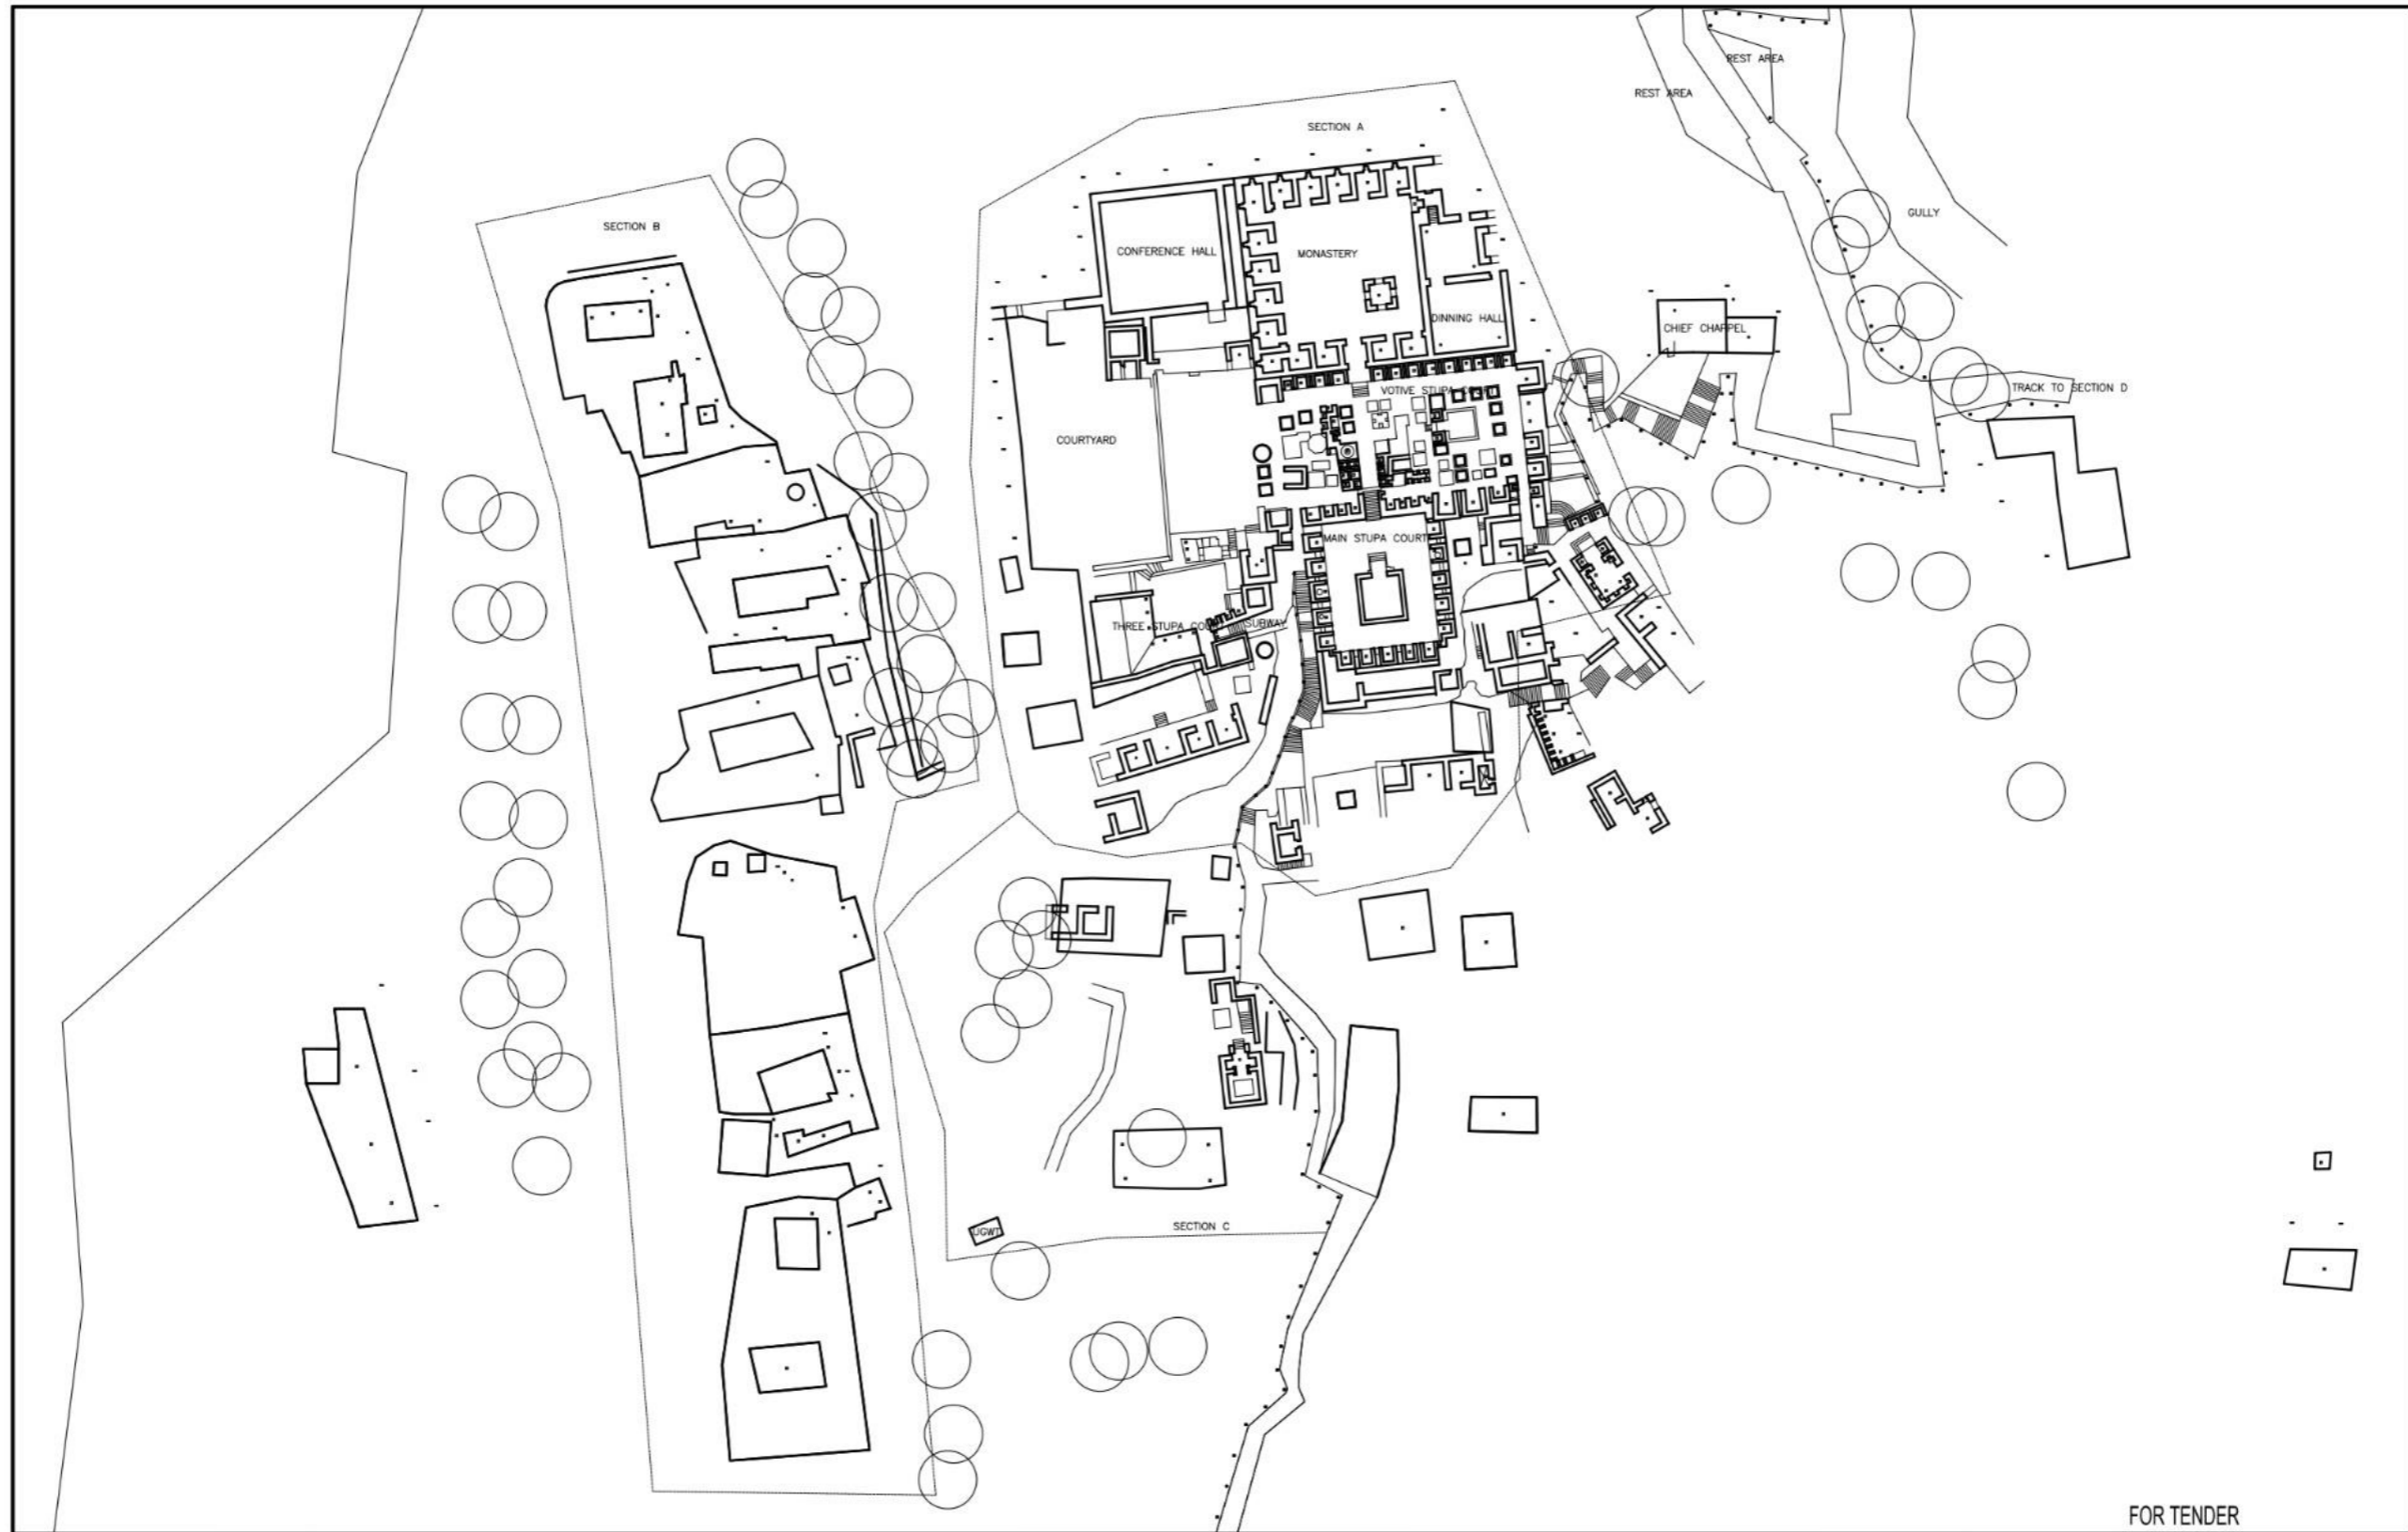 REST AREA
REST AREA
SECTION A
GULLY
SECTION B
CONFERENCE HALL
MONASTERY
DINNING HALL
CHIEF CHAPPEL
TRACK TO SECTION D
VOTIVE STUPA COURT
COURTYARD
MAIN STUPA COURT
THREE STUPA COURT
SUBWAY
SECTION C
UGWT
FOR TENDER